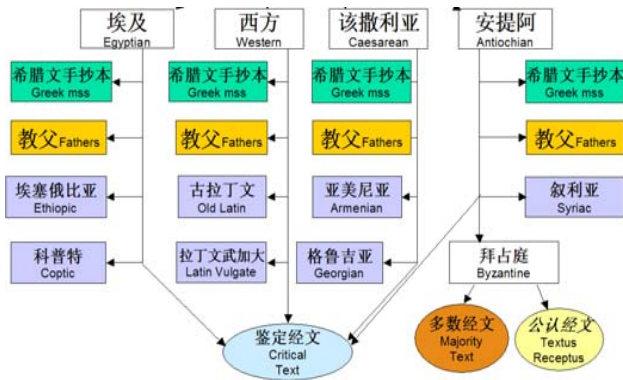 埃及
Egyptian
西方
Western
该撒利亚
Caesarean
安提阿
Antiochian
希腊文手抄本
Greek mss
希腊文手抄本
Greek mss
希腊文手抄本
Greek mss
希腊文手抄本
Greek mss
教父Fathers
教父Fathers
教父Fathers
教父Fathers
埃塞俄比亚
Ethiopic
古拉丁文
Old Latin
亚美尼亚
Armenian
叙利亚
Syriac
科普特
Coptic
拉丁文武加大
Latin Vulgate
格鲁吉亚
Georgian
拜占庭
Byzantine
鉴定经文
Critical
Text
多数经文
Majority
Text
公认经文
Textus
Receptus